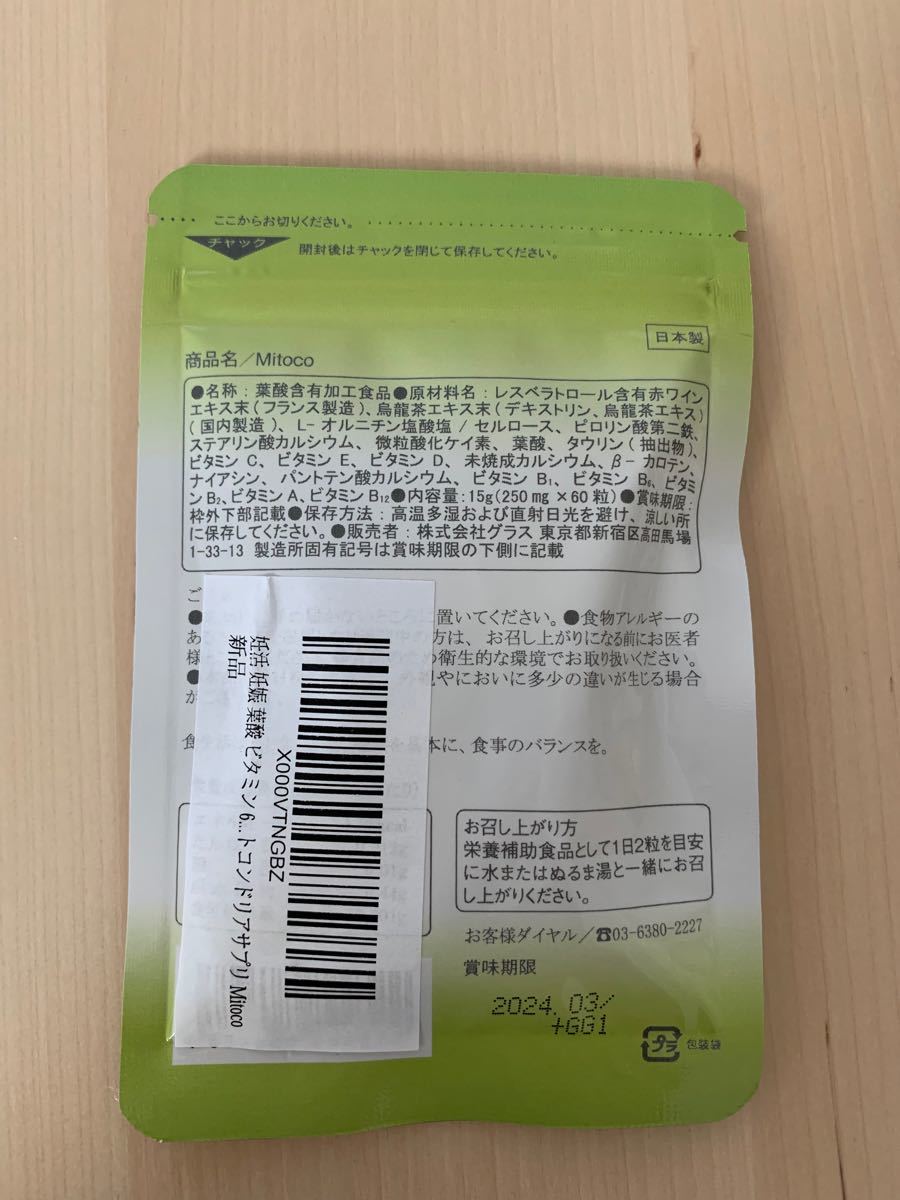 ここからお切りください。
チャック
開封後はチャックを閉じて保存してください。
日本製
商品名／Mitoco
●名称：葉酸含有加工食品●原材料名：レスベラトロール含有赤ワイン
エキス末（フランス製造）、烏龍茶エキス末（デキストリン、烏龍茶エキス）
（国内製造）、L-オルニチン塩酸塩 / セルロース、ピロリン酸第二鉄、
ステアリン酸カルシウム、微粒酸化ケイ素、葉酸、タウリン（抽出物）、
ビタミンC、ビタミンE、ビタミンD、未焼成カルシウム、β-カロテン、
ナイアシン、パントテン酸カルシウム、ビタミンB₁、ビタミンB₆、ビタミ
ンB₂、ビタミンA、ビタミンB₁₂●内容量：15g（250mg×60粒）●賞味期限：
枠外下部記載●保存方法：高温多湿および直射日光を避け、涼しい所
に保存してください。●販売者：株式会社グラス 東京都新宿区高田馬場
1-33-13 製造所固有記号は賞味期限の下側に記載
ご
●
置いてください。●食物アレルギーの
ある
方は、お召し上がりになる前にお医者
様
衛生的な環境でお取り扱いください。
●
やにおいに多少の違いが生じる場合
が
食
本に、食事のバランスを。
X000VTNGBZ
妊活 妊娠 葉酸 ビタミン 6...トコンドリアサプリ Mitoco
新品
お召し上がり方
栄養補助食品として1日2粒を目安
に水またはぬるま湯と一緒にお召
し上がりください。
お客様ダイヤル／☎03-6380-2227
賞味期限
2024.03/
+GG1
プラ
包装袋